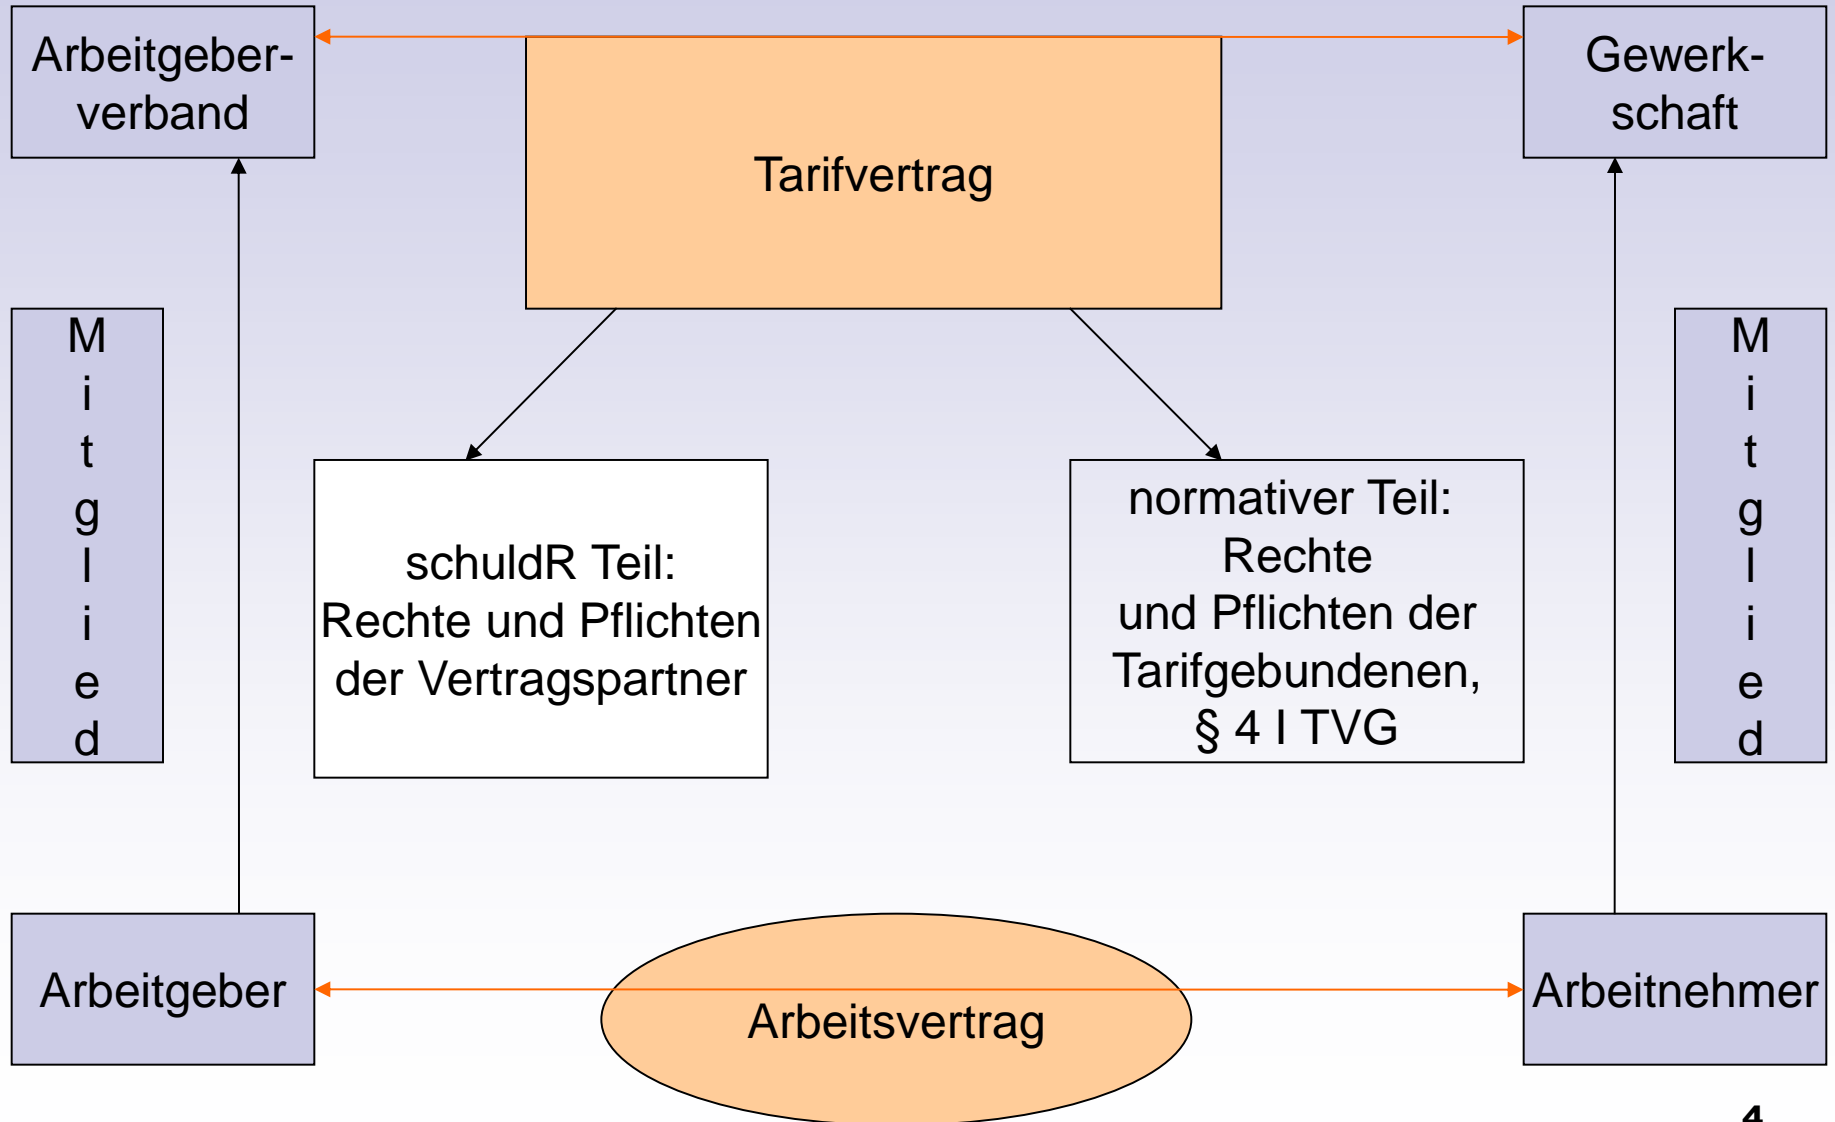 Arbeitgeber-
verband
Tarifvertrag
Gewerk-
schaft
M
i
t
g
l
i
e
d
schuldR Teil:
Rechte und Pflichten
der Vertragspartner
normativer Teil:
Rechte
und Pflichten der
Tarifgebundenen,
§ 4 I TVG
M
i
t
g
l
i
e
d
Arbeitgeber
Arbeitsvertrag
Arbeitnehmer
4